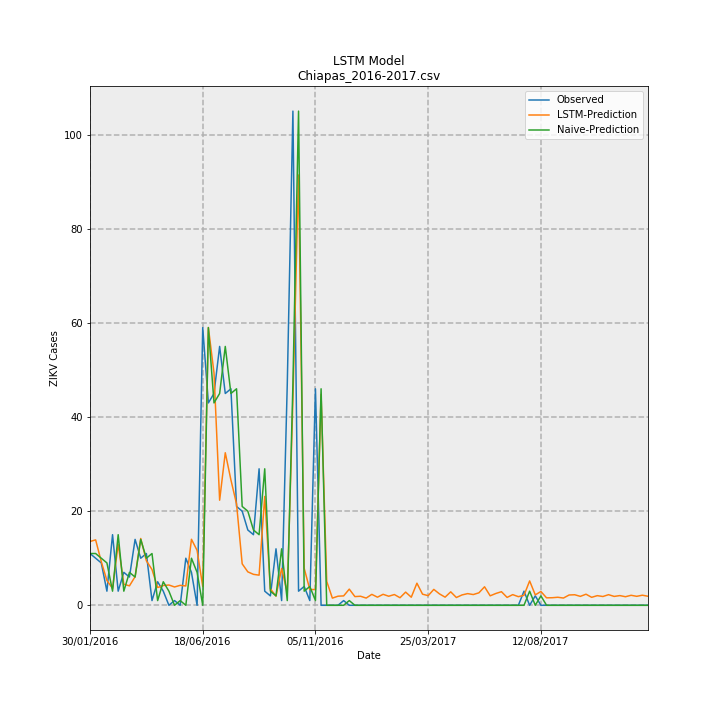 LSTM Model
Chiapas_2016-2017.csv
Observed
LSTM-Prediction
Naive-Prediction
100
80
60
40
20
0
ZIKV Cases
30/01/2016 18/06/2016 05/11/2016 25/03/2017 12/08/2017
Date